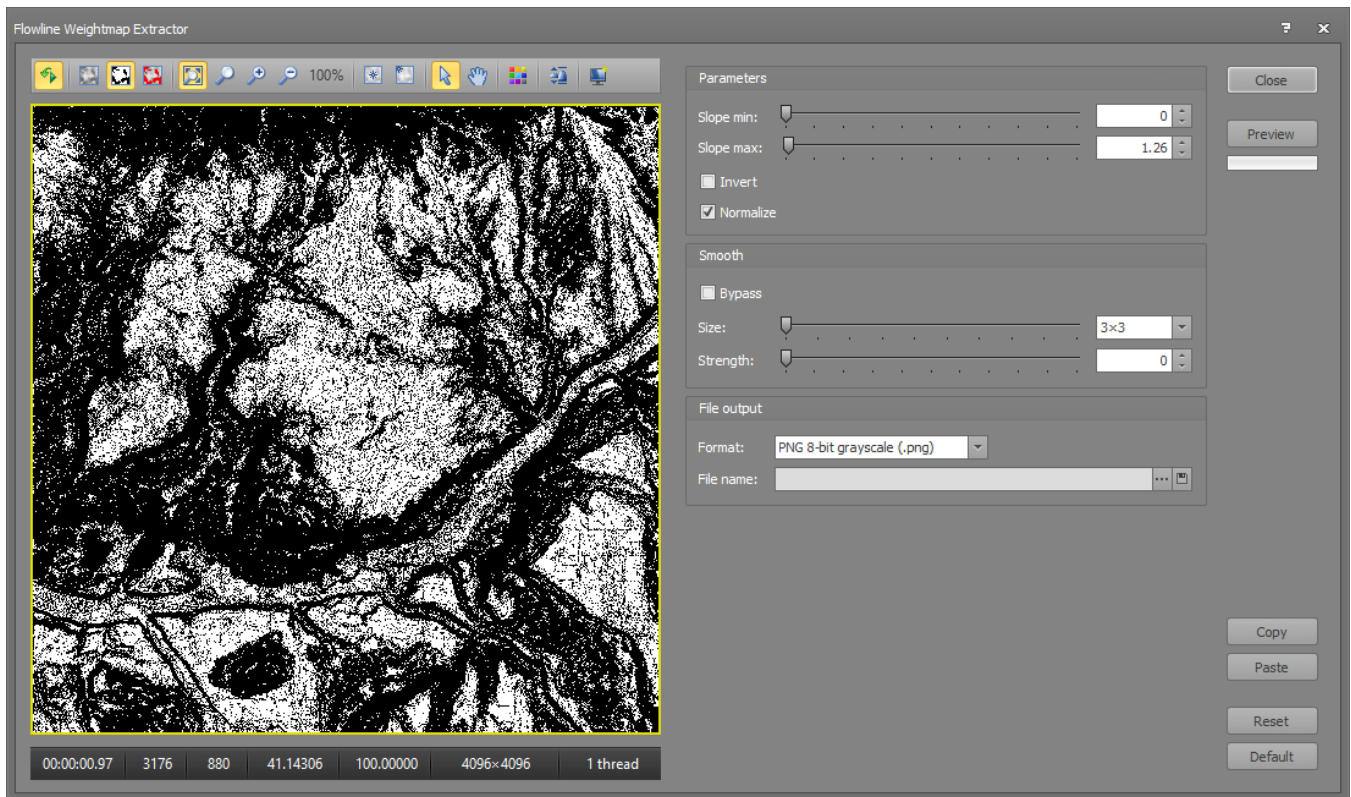 Flowline Weightmap Extractor
100%
Parameters
Slope min: 0
Slope max: 1.26
Invert
Normalize
Smooth
Bypass
Size: 3×3
Strength: 0
File output
Format: PNG 8-bit grayscale (.png)
File name:
Close
Preview
Copy
Paste
Reset
Default
00:00:00.97 3176 880 41.14306 100.00000 4096×4096 1 thread